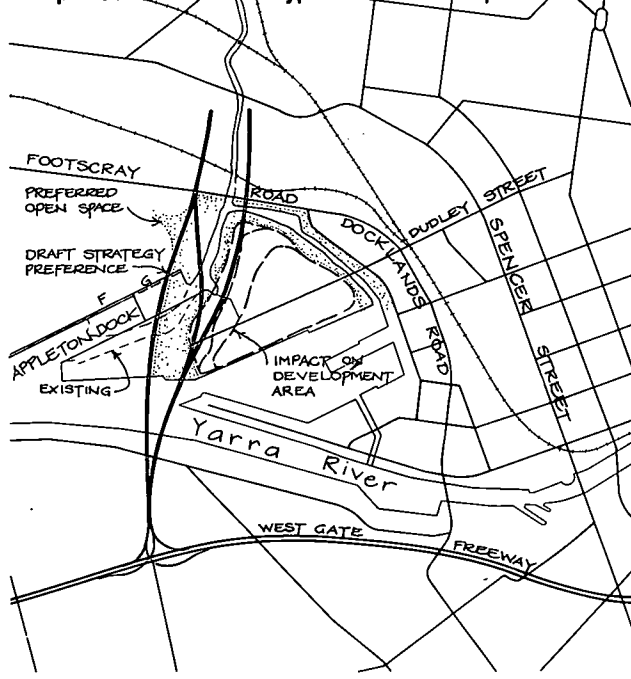 FOOTSCRAY
ROAD
PREFERRED
OPEN SPACE
DOCKLANDS
ROAD
DUDLEY STREET
SPENCER
STREET
DRAFT STRATEGY
PREFERENCE
F
G
APPLETON DOCK
EXISTING
IMPACT ON
DEVELOPMENT
AREA
Yarra River
WEST GATE
FREEWAY